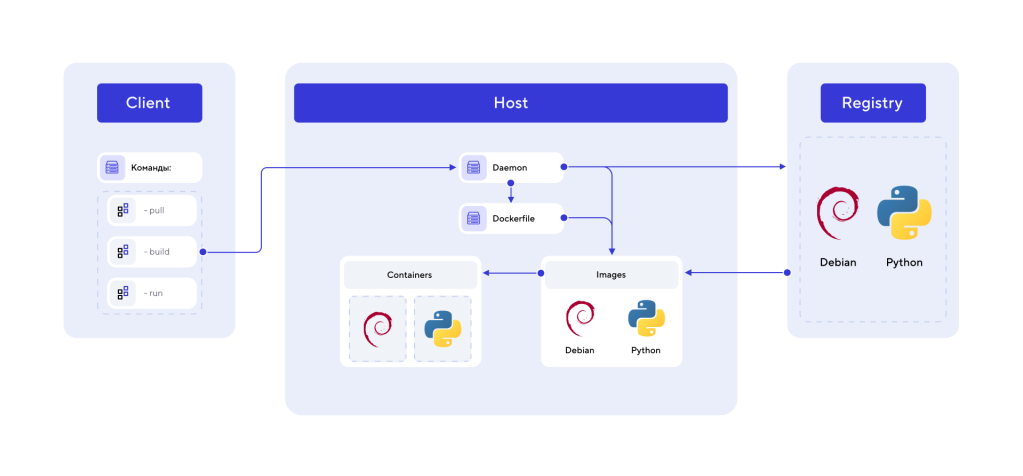 Client
Команды:
- pull
- build
- run
Host
Daemon
Dockerfile
Containers
Images
Debian
Python
Registry
Debian
Python